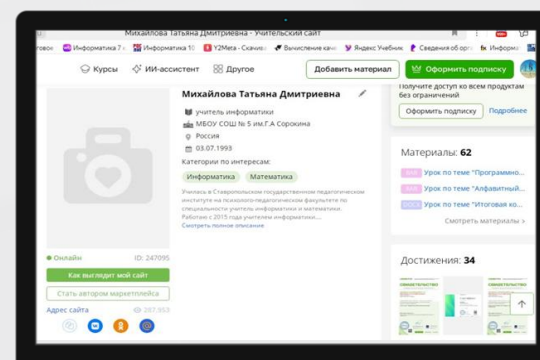 Михайлова Татьяна Дмитриевна - Учительский сайт
Информатика 7
Информатика 10
Y2Meta - Скачив
Вычисление каче
Яндекс Учебник
Сведения об орг
Информа
Курсы
ИИ-ассистент
Другое
Добавить материал
Оформить подписку
Михайлова Татьяна Дмитриевна
учитель информатики
МБОУ СОШ № 5 им.Г.А Сорокина
Россия
03.07.1993
Категории по интересам:
Информатика
Математика
Училась в Ставропольском государственном педагогическом
институте на психолого-педагогическом факультете по
специальности учитель информатики и математики.
Работаю с 2015 года учителем информатики,...
Смотреть полное описание
Онлайн
ID: 247095
Как выглядит мой сайт
Стать автором маркетплейса
Адрес сайта
287,953
Получите доступ ко всем продуктам
без ограничений
Оформить подписку
Подробнее
Материалы: 62
Урок по теме "Программно...
Урок по теме "Алфавитный...
DOCX Урок по теме "Итоговая ко...
Смотреть материалы >
Достижения: 34